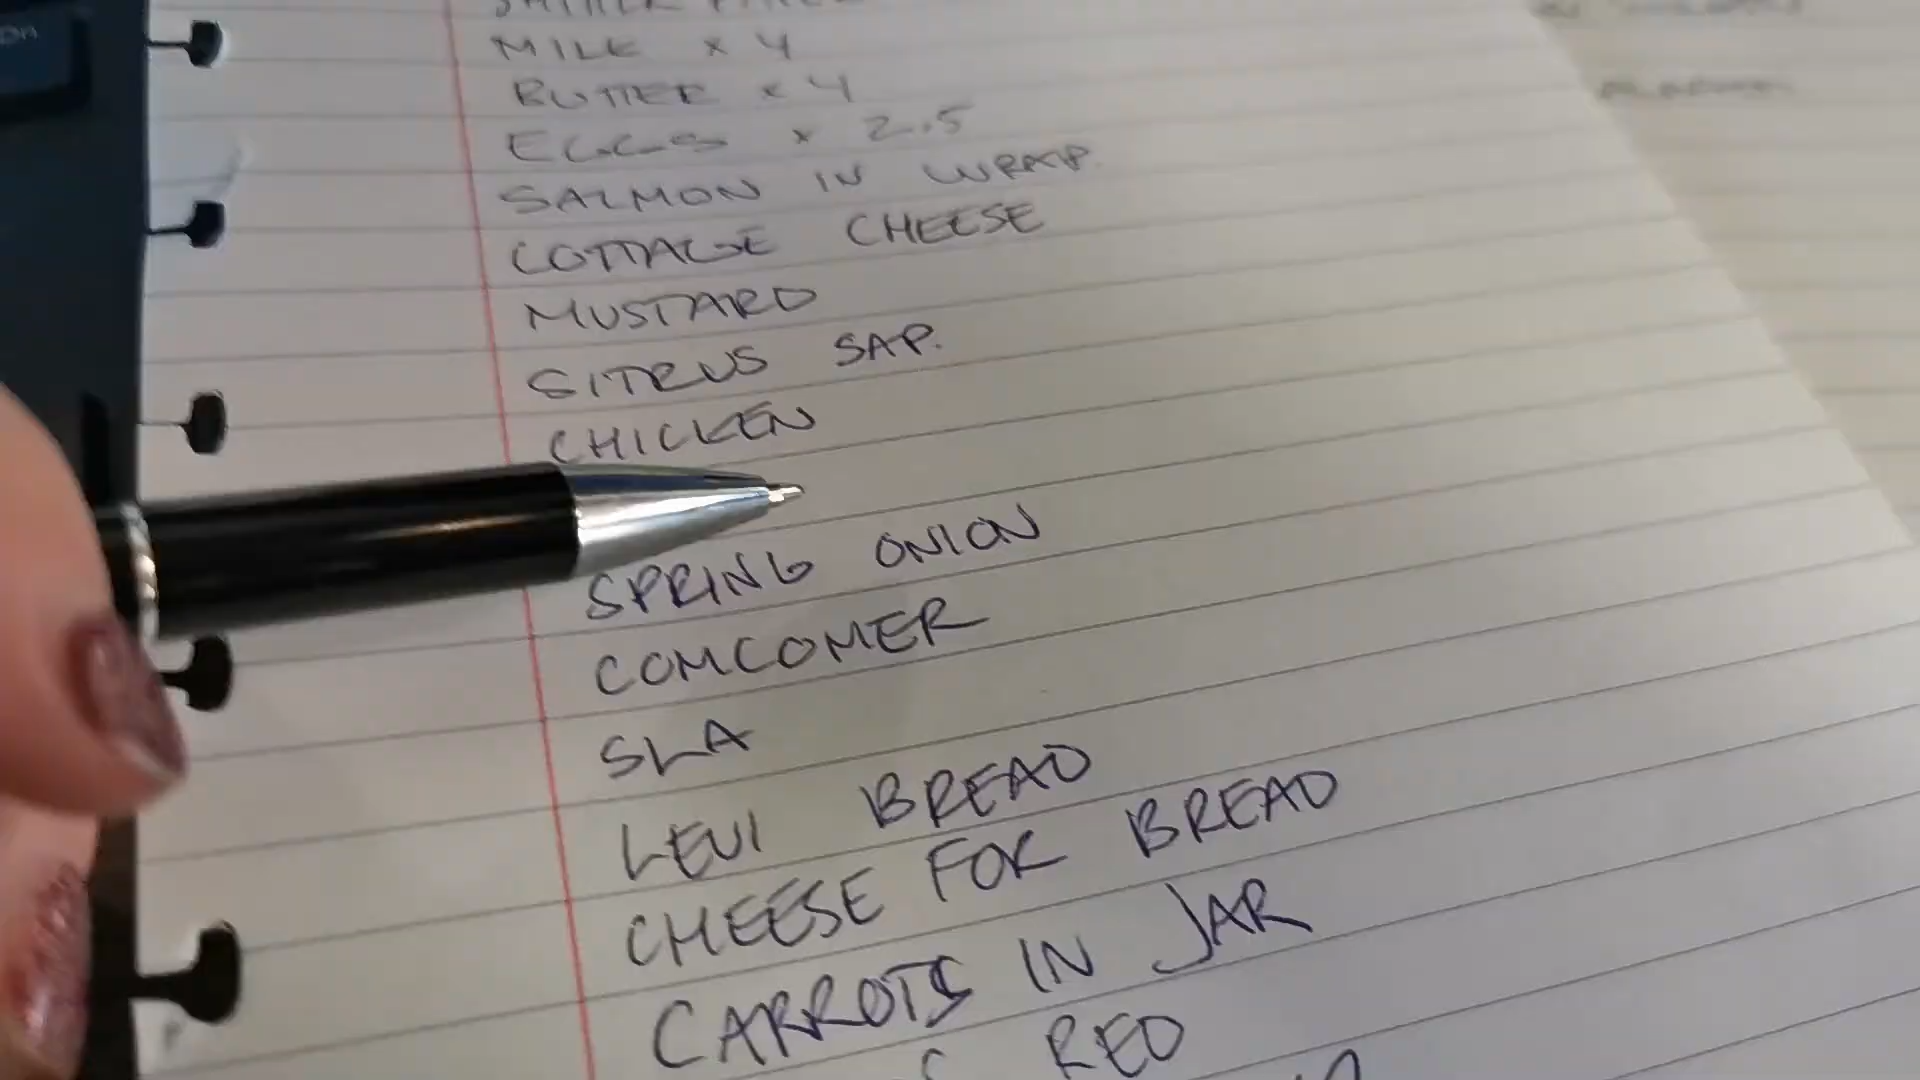 MILK x 4
BUTTER x 4
EGGS x 2.5
SALMON IN WRAP.
COTTAGE CHEESE
MUSTARD
SITRUS SAP.
CHICKEN
SPRING ONION
COMCOMER
SLA
LEVI BREAD
CHEESE FOR BREAD
CARROTS IN JAR
RED